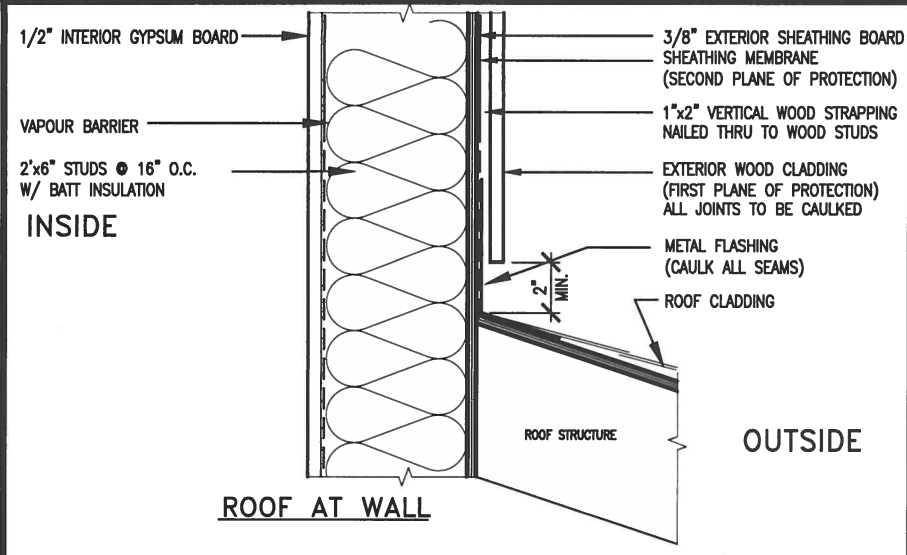 1/2" INTERIOR GYPSUM BOARD
VAPOUR BARRIER
2'x6" STUDS @ 16" O.C.
W/ BATT INSULATION
INSIDE
3/8" EXTERIOR SHEATHING BOARD
SHEATHING MEMBRANE
(SECOND PLANE OF PROTECTION)
1"x2" VERTICAL WOOD STRAPPING
NAILED THRU TO WOOD STUDS
EXTERIOR WOOD CLADDING
(FIRST PLANE OF PROTECTION)
ALL JOINTS TO BE CAULKED
METAL FLASHING
(CAULK ALL SEAMS)
2"
MIN.
ROOF CLADDING
ROOF STRUCTURE
OUTSIDE
ROOF AT WALL